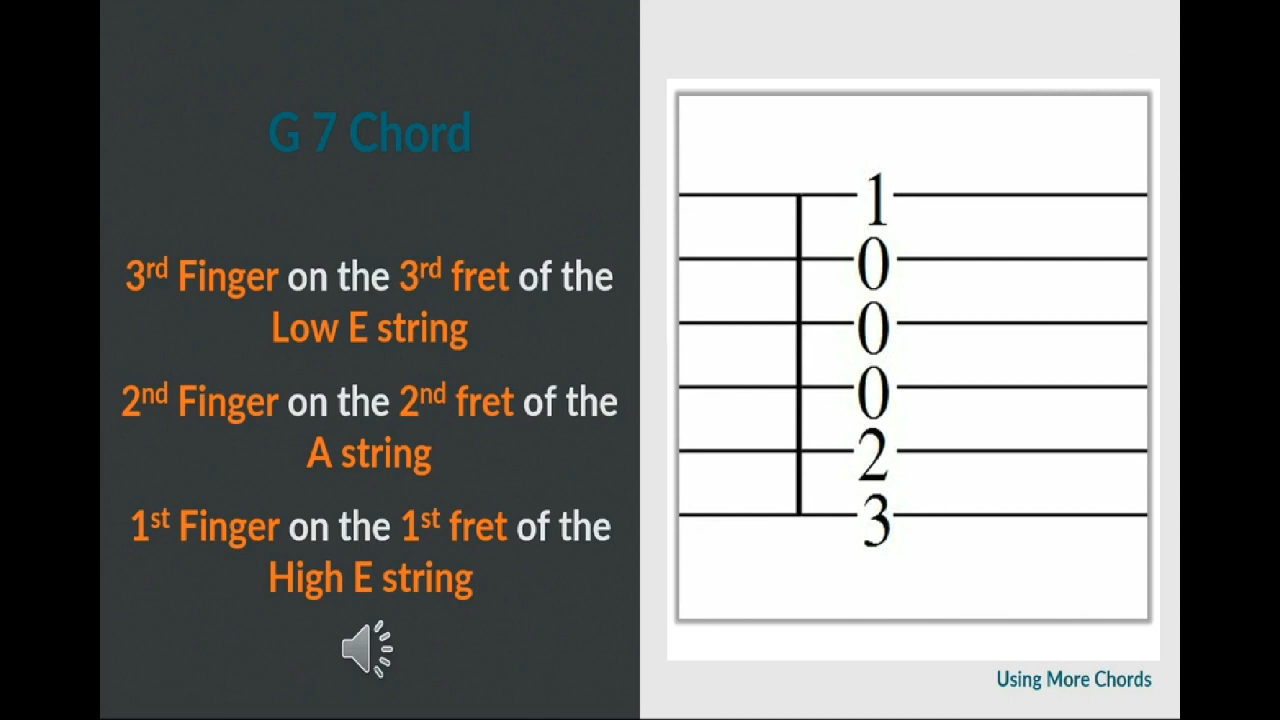 G 7 Chord
3rd Finger on the 3rd fret of the
Low E string
2nd Finger on the 2nd fret of the
A string
1st Finger on the 1st fret of the
High E string
1
0
0
0
2
3
Using More Chords